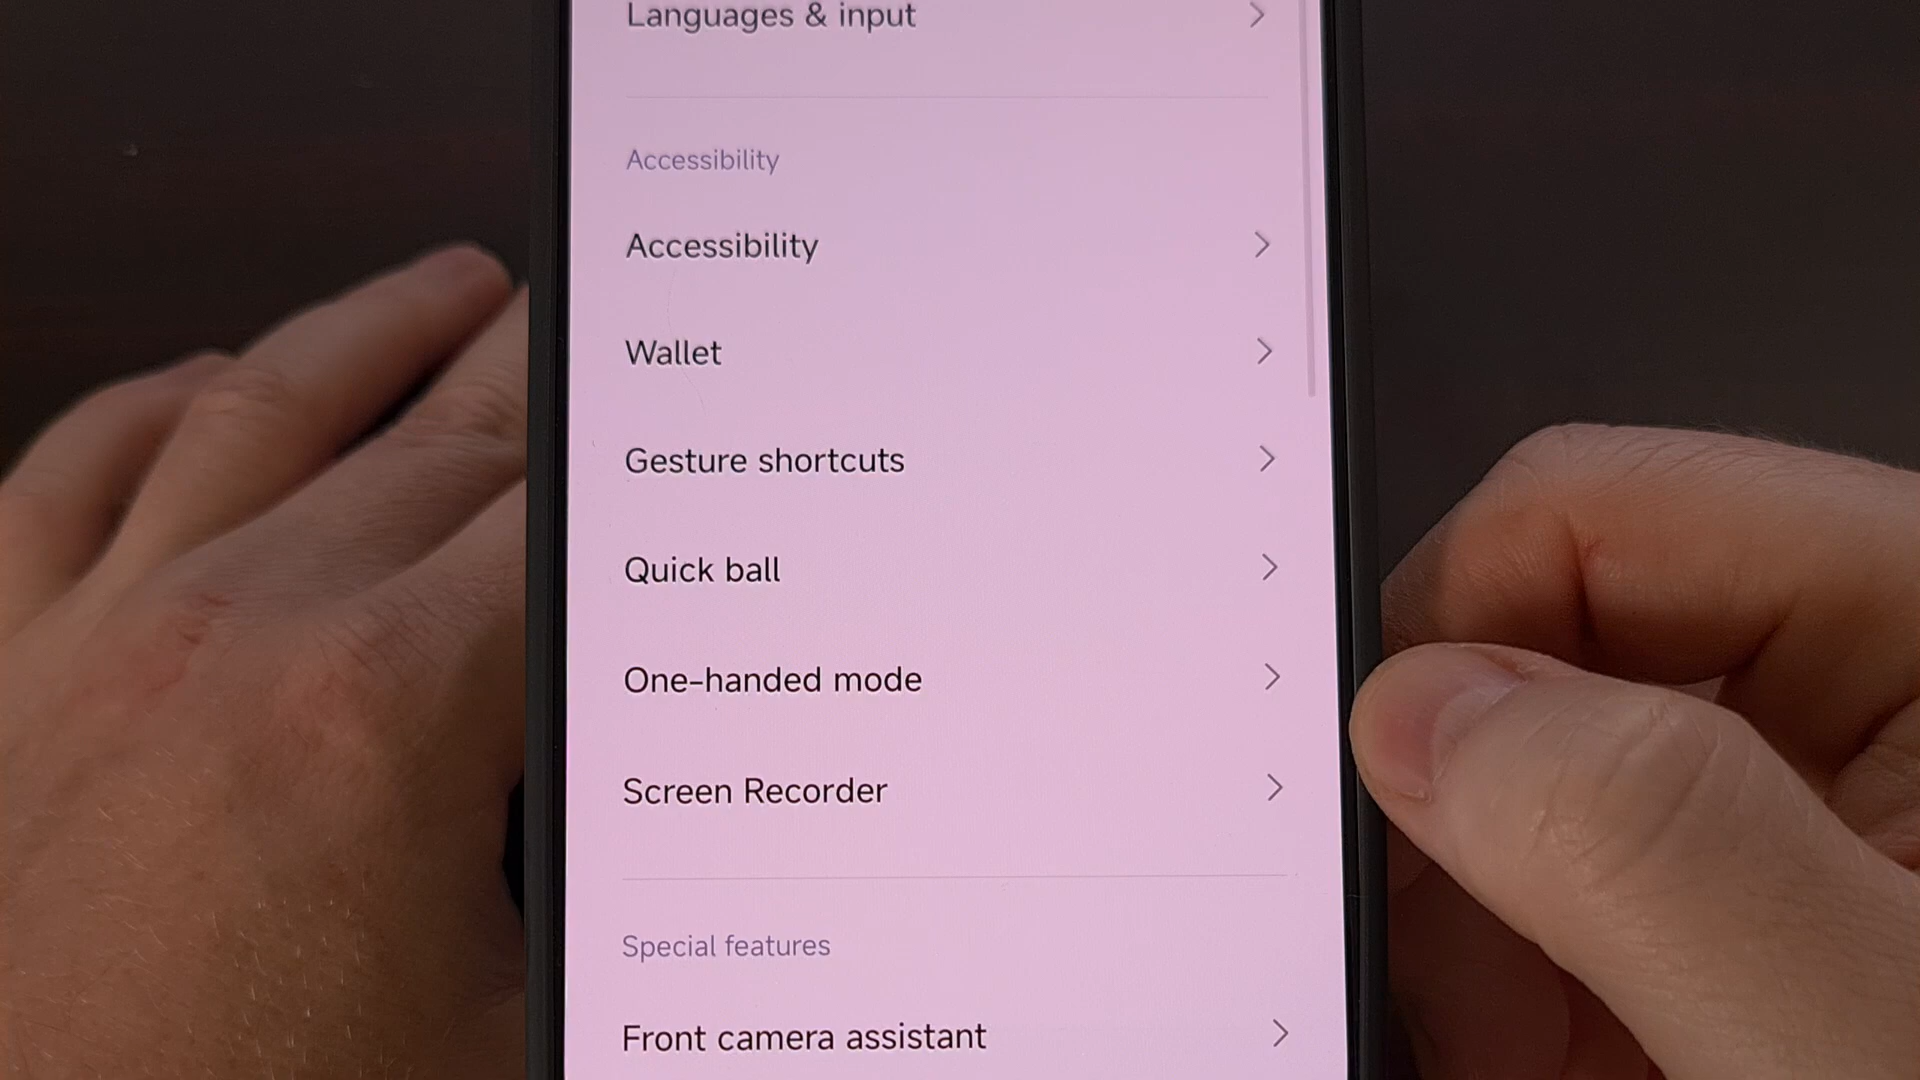 Languages & input
Accessibility
Accessibility
Wallet
Gesture shortcuts
Quick ball
One-handed mode
Screen Recorder
Special features
Front camera assistant